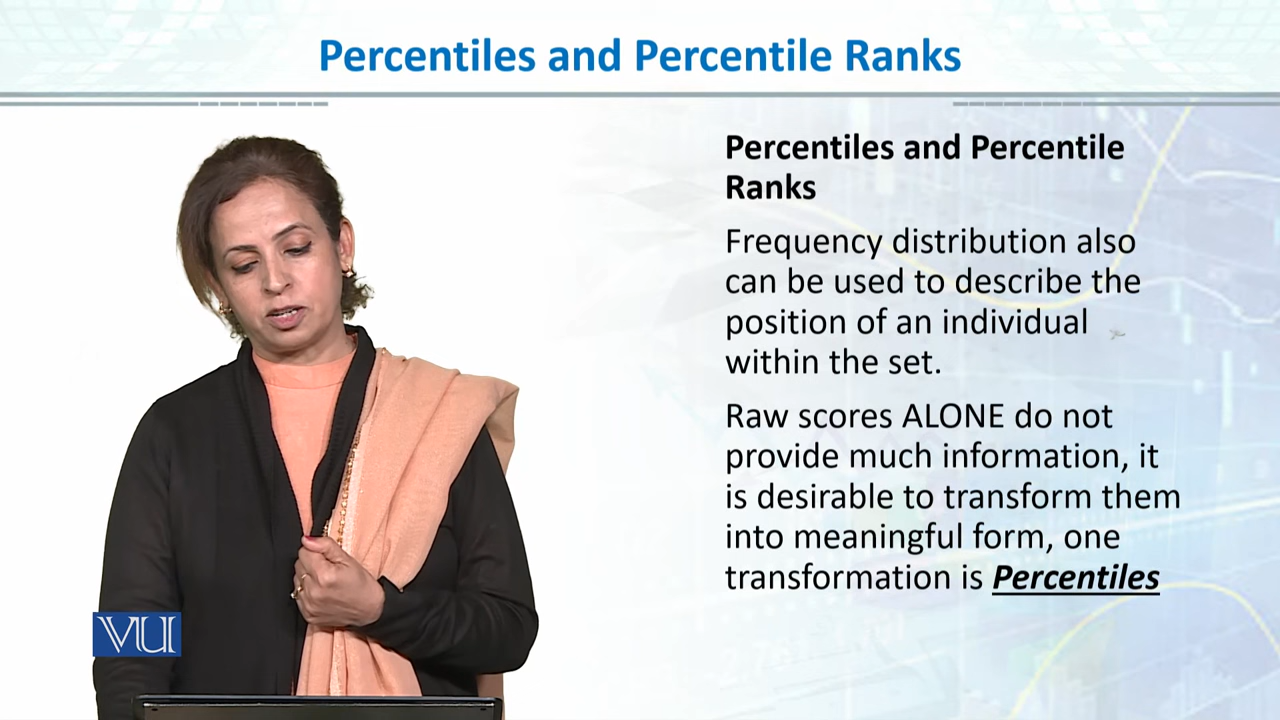 Percentiles and Percentile Ranks
Percentiles and Percentile
Ranks
Frequency distribution also
can be used to describe the
position of an individual
within the set.
Raw scores ALONE do not
provide much information, it
is desirable to transform them
into meaningful form, one
transformation is Percentiles
VU